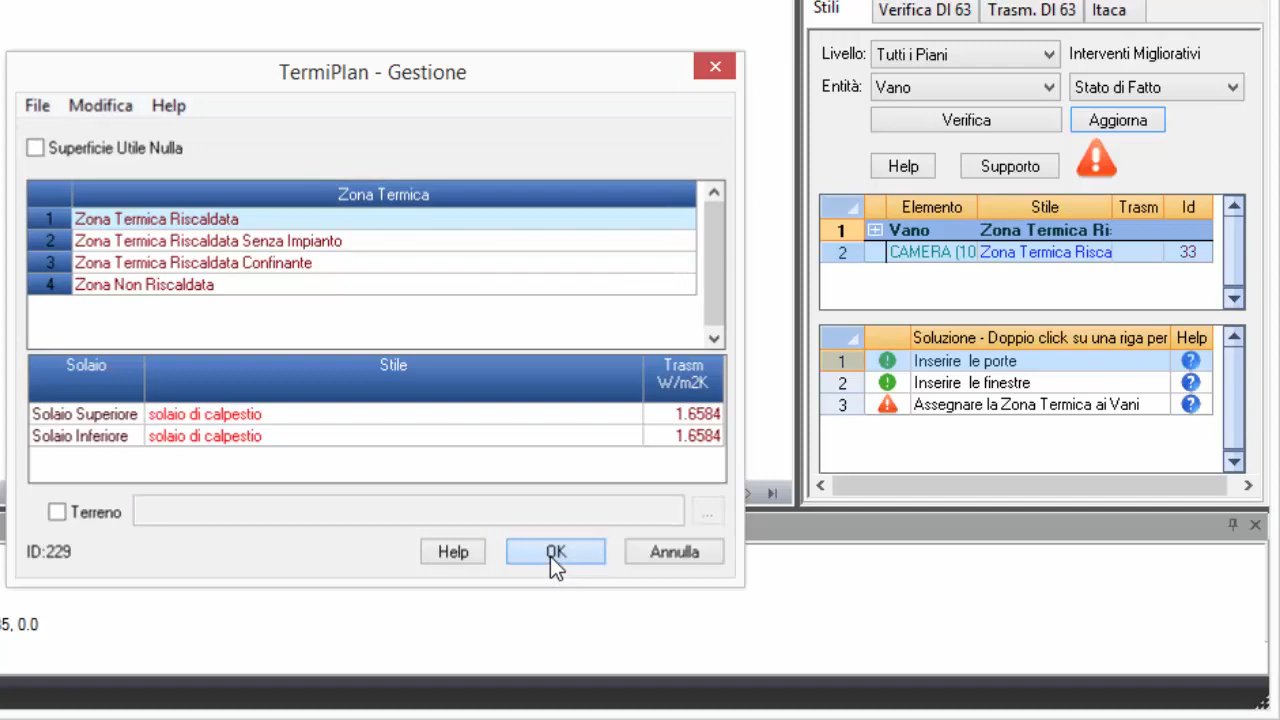 Stili
Verifica Dl 63
Trasm. Dl 63
Itaca
TermiPlan - Gestione
File
Modifica
Help
Superficie Utile Nulla
Zona Termica
1 Zona Termica Riscaldata
2 Zona Termica Riscaldata Senza Impianto
3 Zona Termica Riscaldata Confinante
4 Zona Non Riscaldata
Solaio Stile Trasm
W/m2K
Solaio Superiore solaio di calpestio 1.6584
Solaio Inferiore solaio di calpestio 1.6584
Terreno
...
ID:229
Help
OK
Annulla
Livello: Tutti i Piani Interventi Migliorativi
Entità: Vano Stato di Fatto
Verifica
Aggiorna
Help
Supporto
Elemento Stile Trasm Id
1 Vano Zona Termica Ri:
2 CAMERA (10 Zona Termica Risca 33
Soluzione - Doppio click su una riga per Help
1 Inserire le porte
2 Inserire le finestre
3 Assegnare la Zona Termica ai Vani
5, 0.0